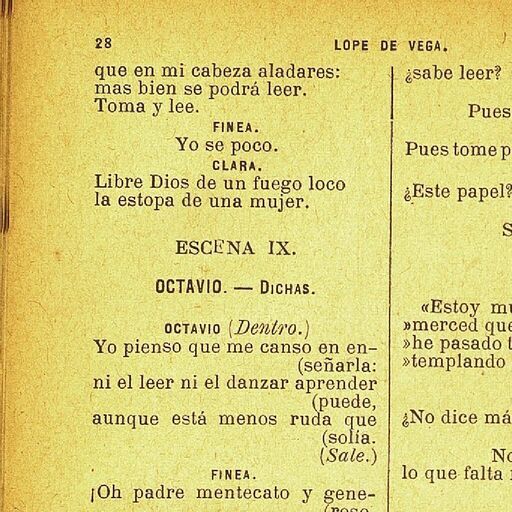 28
LOPE DE VEGA.
que en mi cabeza aladares:
mas bien se podrá leer.
Toma y lee.
FINEA.
Yo se poco.
CLARA.
Libre Dios de un fuego loco
la estopa de una mujer.
ESCENA IX.
OCTAVIO. — DICHAS.
OCTAVIO (Dentro.)
Yo pienso que me canso en en-
(señarla:
ni el leer ni el danzar aprender
(puede,
aunque está menos ruda que
(solía.
(Sale.)
FINEA.
¡Oh padre mentecato y gene-
(roso,
¿sabe leer?
Pues
Pues tome p
¿Este papel?
S
«Estoy mu
»merced que
»he pasado t
»templando
¿No dice má
No
lo que falta